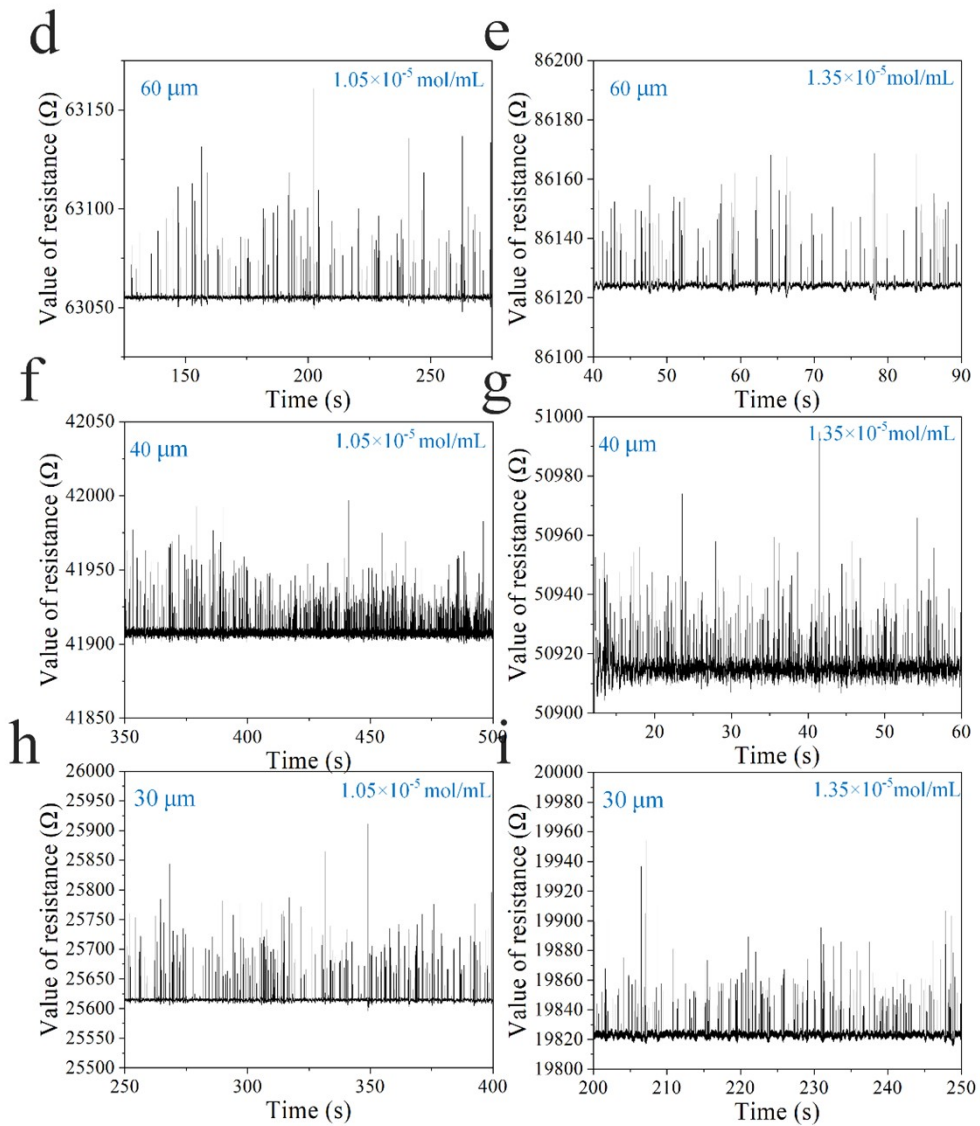 d
60 μm
1.05×10⁻⁵ mol/mL
Value of resistance (Ω)
63150
63100
63050
150
200
250
Time (s)
e
60 μm
1.35×10⁻⁵ mol/mL
Value of resistance (Ω)
86200
86180
86160
86140
86120
86100
40
50
60
70
80
90
Time (s)
f
40 μm
1.05×10⁻⁵ mol/mL
Value of resistance (Ω)
42050
42000
41950
41900
41850
350
400
450
500
Time (s)
g
40 μm
1.35×10⁻⁵ mol/mL
Value of resistance (Ω)
51000
50980
50960
50940
50920
50900
20
30
40
50
60
Time (s)
h
30 μm
1.05×10⁻⁵ mol/mL
Value of resistance (Ω)
26000
25950
25900
25850
25800
25750
25700
25650
25600
25550
25500
250
300
350
400
Time (s)
i
30 μm
1.35×10⁻⁵ mol/mL
Value of resistance (Ω)
20000
19980
19960
19940
19920
19900
19880
19860
19840
19820
19800
200
210
220
230
240
250
Time (s)